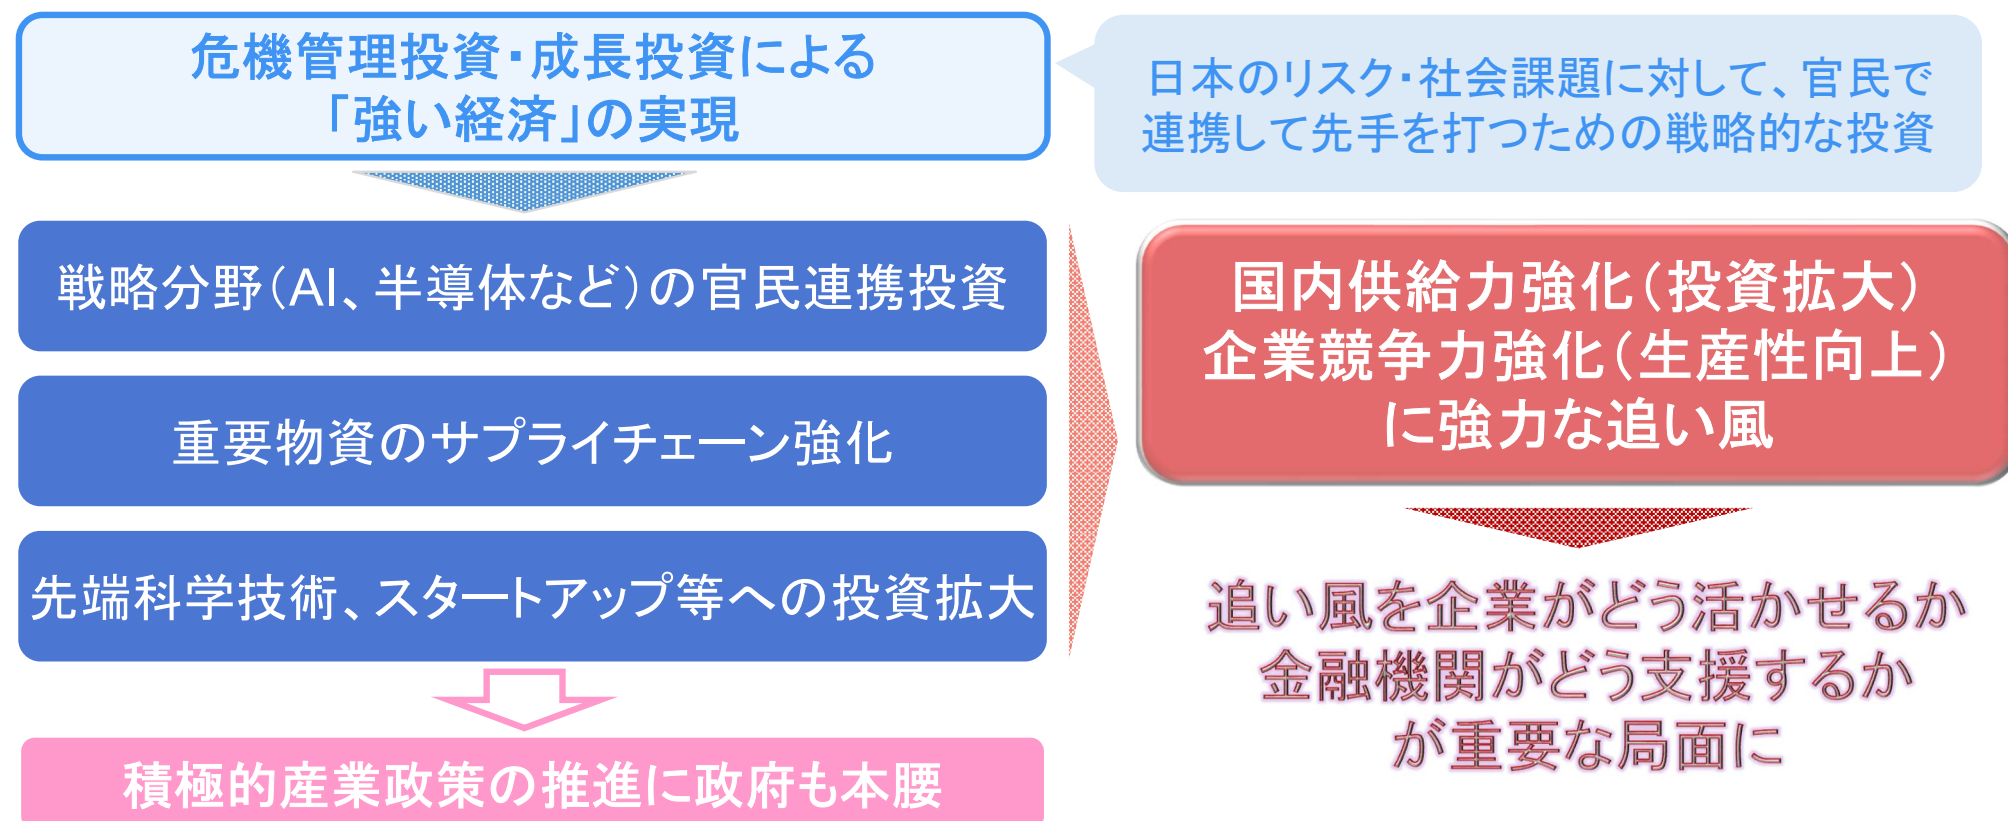 危機管理投資・成長投資による
「強い経済」の実現
日本のリスク・社会課題に対して、官民で
連携して先手を打つための戦略的な投資
戦略分野（AI、半導体など）の官民連携投資
重要物資のサプライチェーン強化
先端科学技術、スタートアップ等への投資拡大
積極的産業政策の推進に政府も本腰
国内供給力強化（投資拡大）
企業競争力強化（生産性向上）
に強力な追い風
追い風を企業がどう活かせるか
金融機関がどう支援するか
が重要な局面に